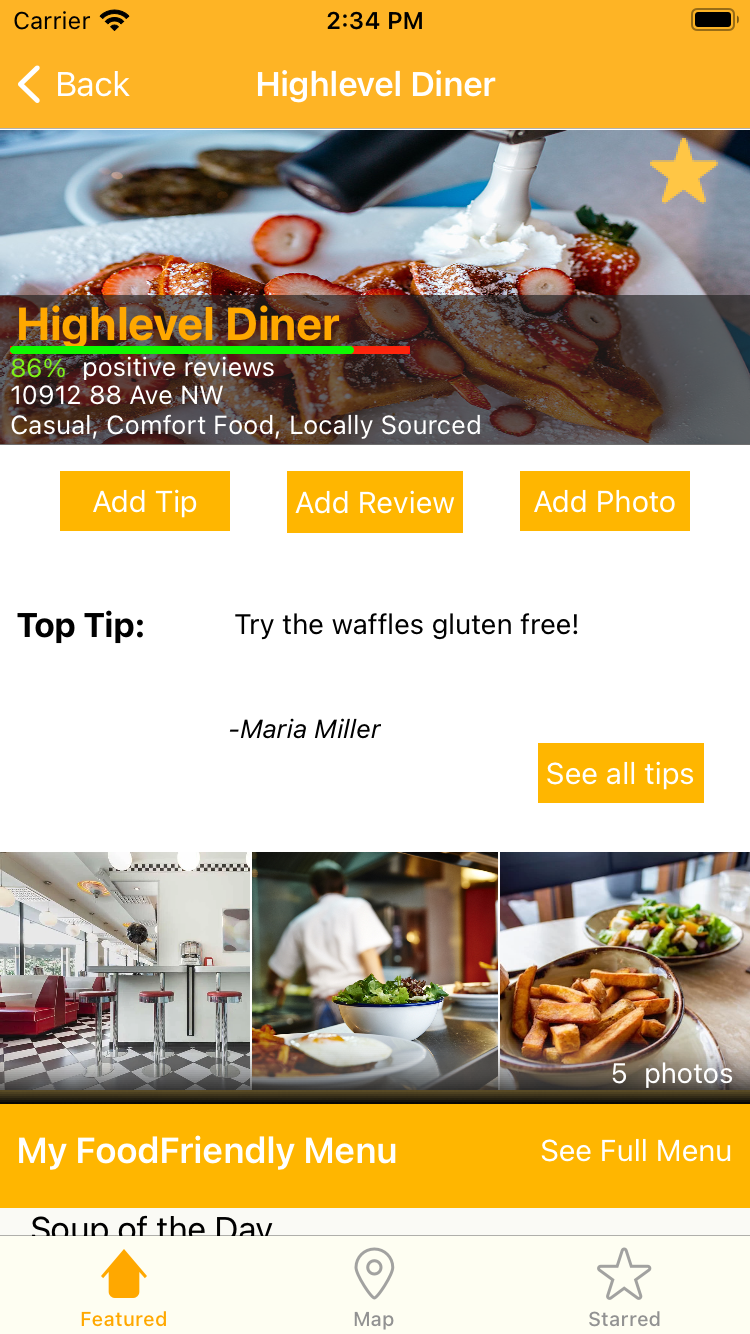 Carrier 2:34 PM
Back Highlevel Diner
Highlevel Diner
86% positive reviews
10912 88 Ave NW
Casual, Comfort Food, Locally Sourced
Add Tip Add Review Add Photo
Top Tip: Try the waffles gluten free!
-Maria Miller
See all tips
5 photos
My FoodFriendly Menu See Full Menu
Soup of the Day
Featured Map Starred